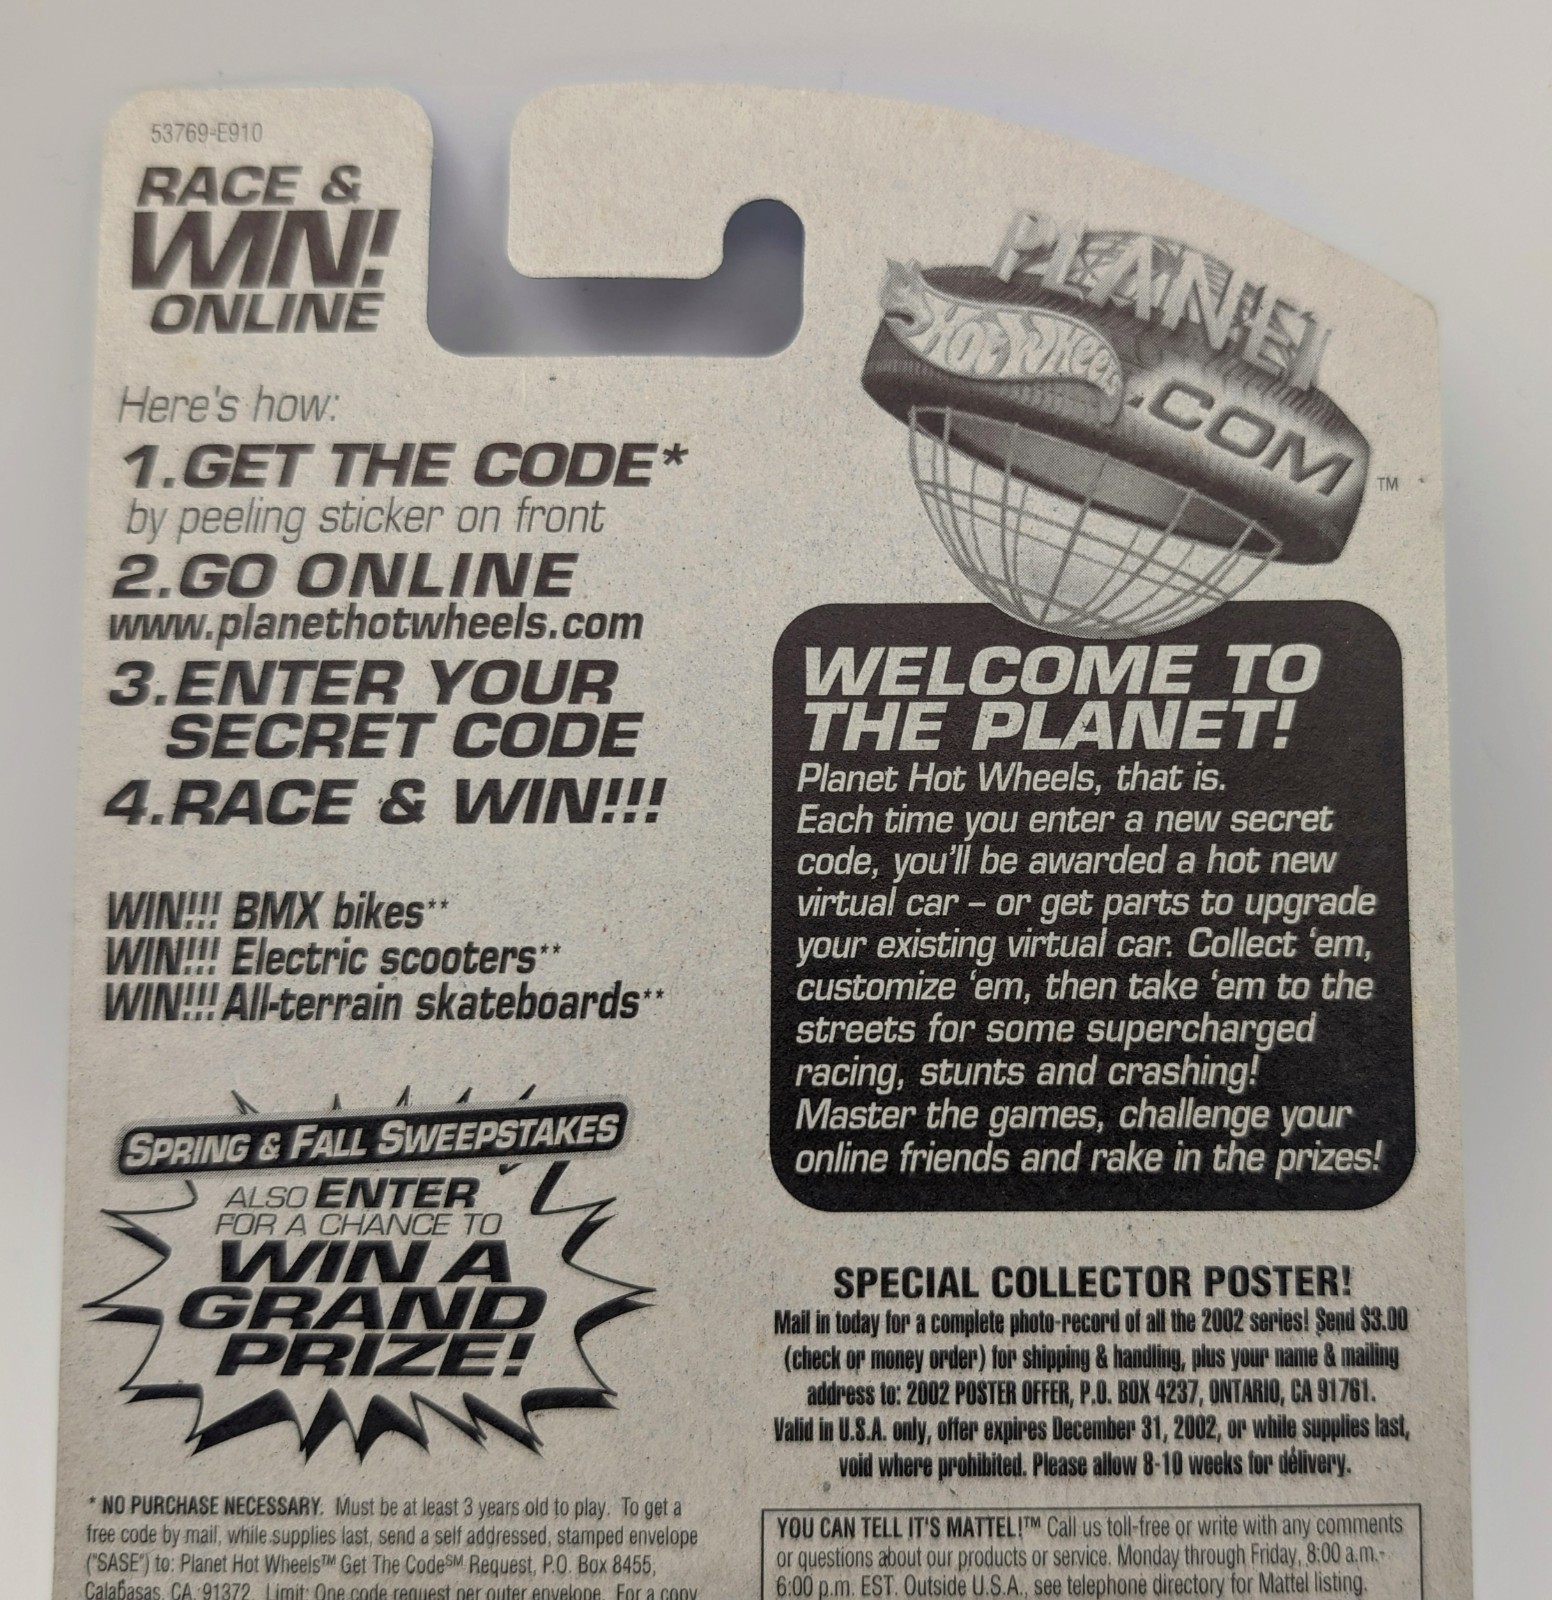 53769-E910
RACE &
WIN!
ONLINE
Here's how:
1.GET THE CODE*
by peeling sticker on front
2.GO ONLINE
www.planethotwheels.com
3.ENTER YOUR
SECRET CODE
4.RACE & WIN!!!
WIN!!! BMX bikes**
WIN!!! Electric scooters**
WIN!!! All-terrain skateboards**
SPRING & FALL SWEEPSTAKES
ALSO ENTER
FOR A CHANCE TO
WIN A
GRAND
PRIZE!
* NO PURCHASE NECESSARY. Must be at least 3 years old to play. To get a
free code by mail, while supplies last, send a self addressed, stamped envelope
("SASE") to: Planet Hot Wheels™ Get The Code℠ Request, P.O. Box 8455,
Calabasas, CA 91372. Limit: One code request per outer envelope. For a copy
PLANET
HOT WHEELS
.COM
TM
WELCOME TO
THE PLANET!
Planet Hot Wheels, that is.
Each time you enter a new secret
code, you'll be awarded a hot new
virtual car – or get parts to upgrade
your existing virtual car. Collect 'em,
customize 'em, then take 'em to the
streets for some supercharged
racing, stunts and crashing!
Master the games, challenge your
online friends and rake in the prizes!
SPECIAL COLLECTOR POSTER!
Mail in today for a complete photo-record of all the 2002 series! Send $3.00
(check or money order) for shipping & handling, plus your name & mailing
address to: 2002 POSTER OFFER, P.O. BOX 4237, ONTARIO, CA 91761.
Valid in U.S.A. only, offer expires December 31, 2002, or while supplies last,
void where prohibited. Please allow 8-10 weeks for delivery.
YOU CAN TELL IT'S MATTEL!™ Call us toll-free or write with any comments
or questions about our products or service. Monday through Friday, 8:00 a.m.-
6:00 p.m. EST. Outside U.S.A., see telephone directory for Mattel listing.